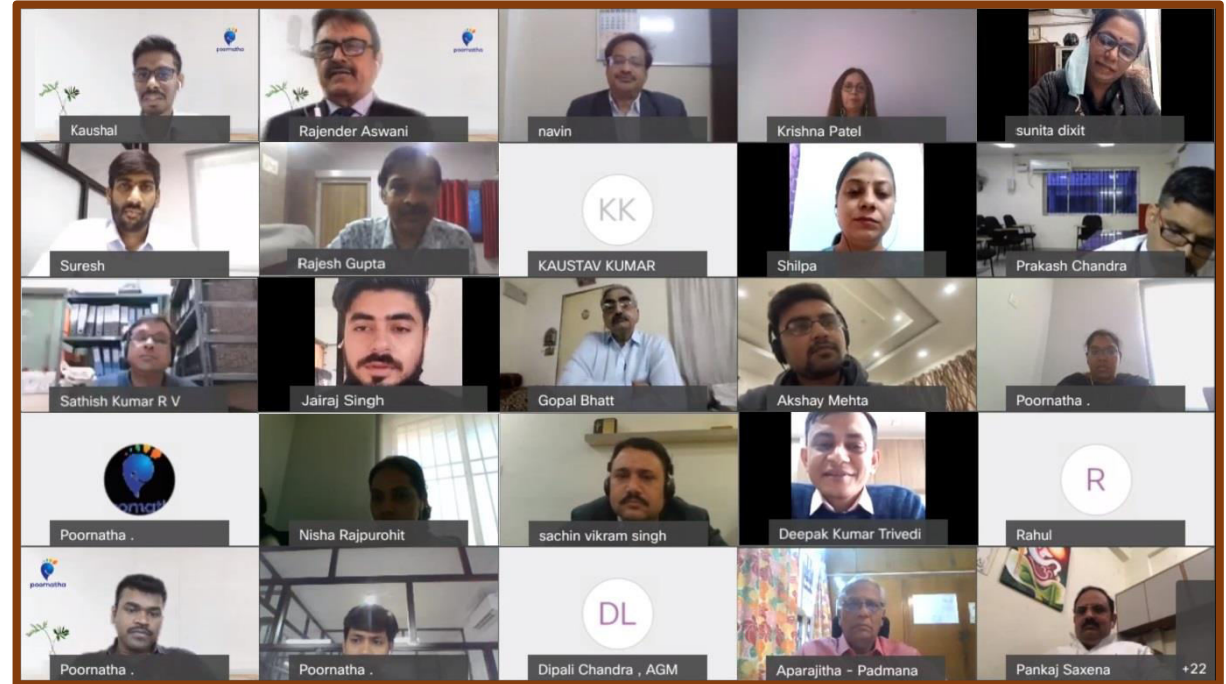 poornatha
Kaushal
poornatha
Rajender Aswani
navin
Krishna Patel
sunita dixit
Suresh
Rajesh Gupta
KK
KAUSTAV KUMAR
Shilpa
Prakash Chandra
Sathish Kumar R V
Jairaj Singh
Gopal Bhatt
Akshay Mehta
Poornatha .
Poornatha .
Nisha Rajpurohit
sachin vikram singh
Deepak Kumar Trivedi
R
Rahul
poornatha
Poornatha .
Poornatha .
DL
Dipali Chandra , AGM
Aparajitha - Padmana
Pankaj Saxena
+22